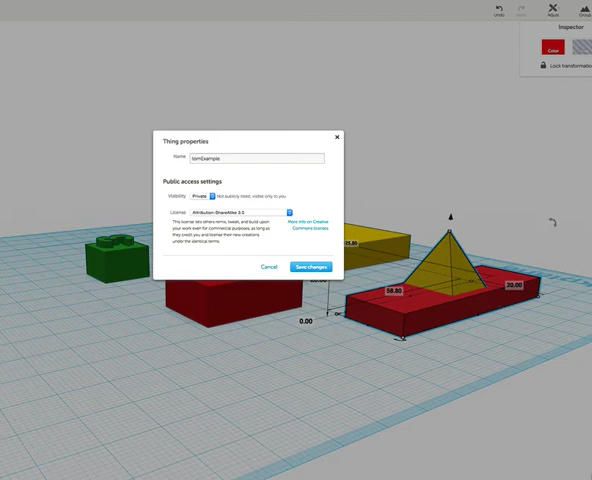 Undo
Redo
Adjust
Group
Inspector
Color
Lock transformation
Thing properties
Name
tomExample
Public access settings
Visibility
Private
Not publicly listed, visible only to you
License
Attribution-ShareAlike 3.0
This license lets others remix, tweak, and build upon
your work even for commercial purposes, as long as
they credit you and license their new creations
under the identical terms.
More info on Creative
Commons licenses
Cancel
Save changes
58.80
20.00
0.00